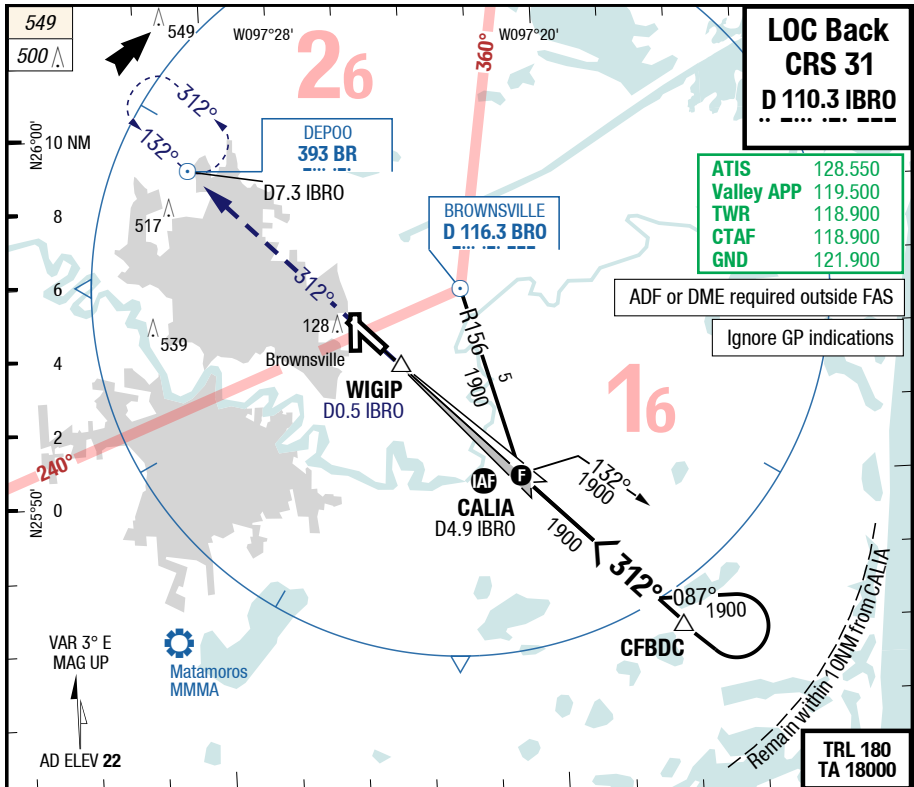 549
500
549
W097°28'
W097°20'
LOC Back
CRS 31
D 110.3 IBRO
26
360°
312°
132°
N26°00'
10 NM
DEPOO
393 BR
D7.3 IBRO
ATIS 128.550
Valley APP 119.500
TWR 118.900
CTAF 118.900
GND 121.900
8
517
BROWNSVILLE
D 116.3 BRO
6
312°
ADF or DME required outside FAS
Ignore GP indications
539
128
Brownsville
R156
5
1900
4
WIGIP
D0.5 IBRO
16
2
240°
IAF
F
CALIA
D4.9 IBRO
132°
1900
N25°50'
0
1900
312°
087°
1900
CFBDC
Remain within 10NM from CALIA
VAR 3° E
MAG UP
Matamoros
MMMA
AD ELEV 22
TRL 180
TA 18000